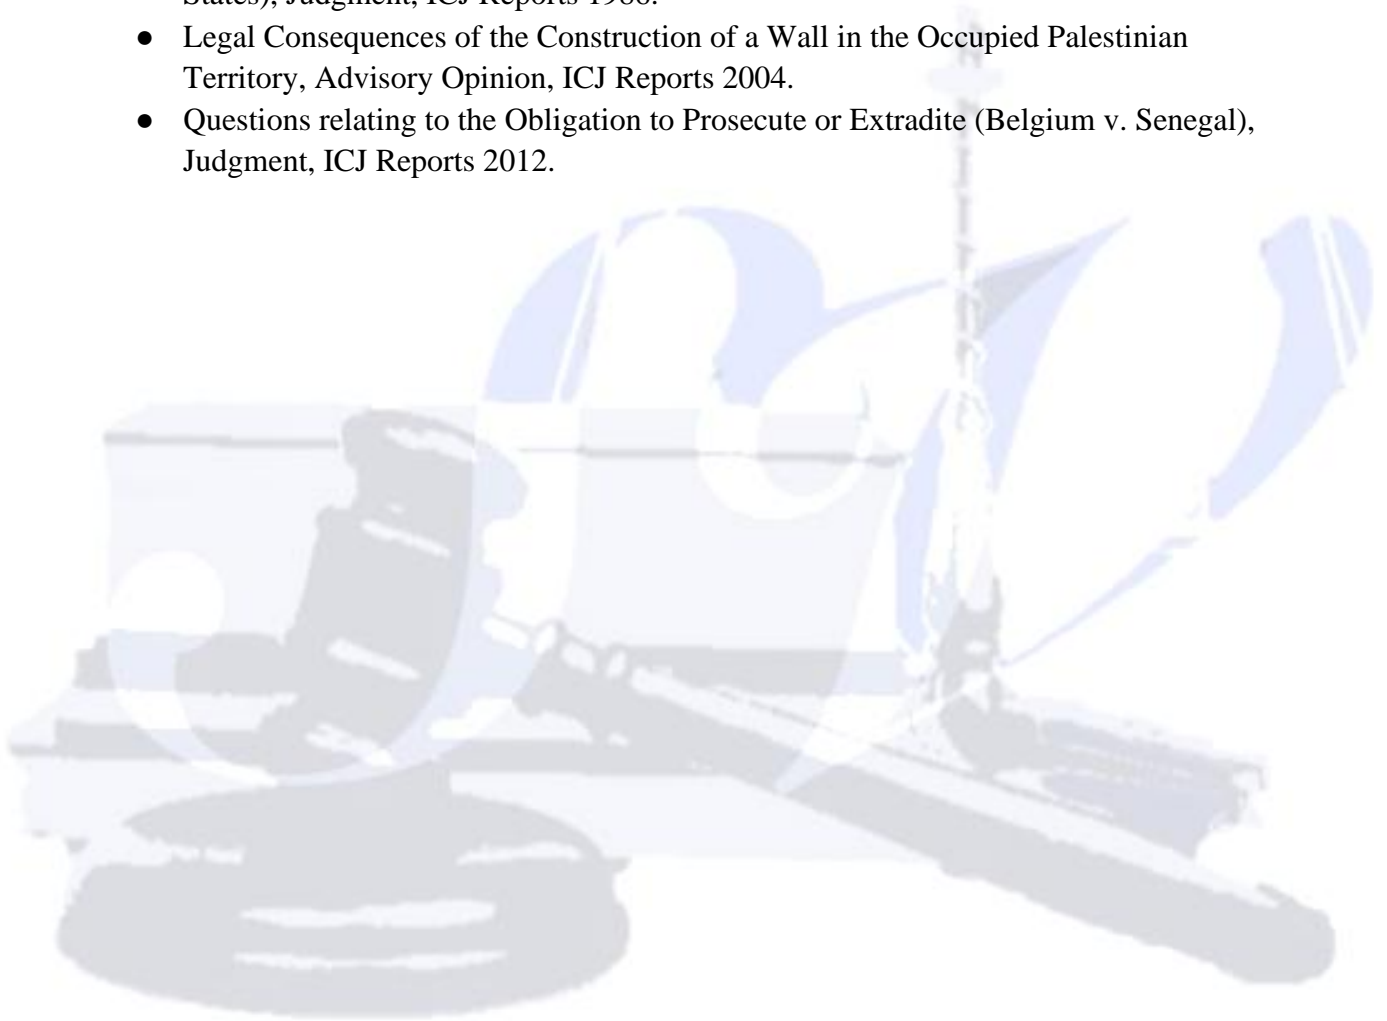 States), Judgment, ICJ Reports 1986.
● Legal Consequences of the Construction of a Wall in the Occupied Palestinian
Territory, Advisory Opinion, ICJ Reports 2004.
● Questions relating to the Obligation to Prosecute or Extradite (Belgium v. Senegal),
Judgment, ICJ Reports 2012.